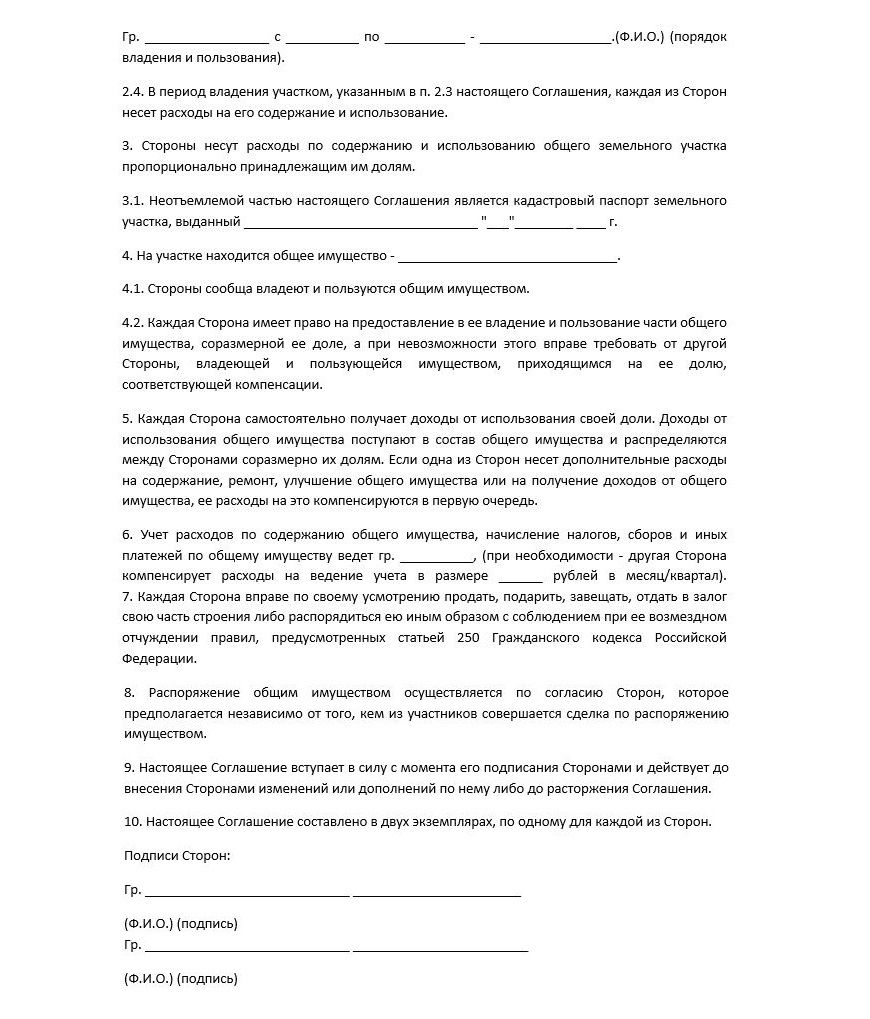 Гр. _________________ с __________ по ___________ - __________________.(Ф.И.О.) (порядок
владения и пользования).
2.4. В период владения участком, указанным в п. 2.3 настоящего Соглашения, каждая из Сторон
несет расходы на его содержание и использование.
3. Стороны несут расходы по содержанию и использованию общего земельного участка
пропорционально принадлежащим им долям.
3.1. Неотъемлемой частью настоящего Соглашения является кадастровый паспорт земельного
участка, выданный ________________________________ "___"________ ____ г.
4. На участке находится общее имущество - ______________________________.
4.1. Стороны сообща владеют и пользуются общим имуществом.
4.2. Каждая Сторона имеет право на предоставление в ее владение и пользование части общего
имущества, соразмерной ее доле, а при невозможности этого вправе требовать от другой
Стороны, владеющей и пользующейся имуществом, приходящимся на ее долю,
соответствующей компенсации.
5. Каждая Сторона самостоятельно получает доходы от использования своей доли. Доходы от
использования общего имущества поступают в состав общего имущества и распределяются
между Сторонами соразмерно их долям. Если одна из Сторон несет дополнительные расходы
на содержание, ремонт, улучшение общего имущества или на получение доходов от общего
имущества, ее расходы на это компенсируются в первую очередь.
6. Учет расходов по содержанию общего имущества, начисление налогов, сборов и иных
платежей по общему имуществу ведет гр. __________, (при необходимости - другая Сторона
компенсирует расходы на ведение учета в размере ______ рублей в месяц/квартал).
7. Каждая Сторона вправе по своему усмотрению продать, подарить, завещать, отдать в залог
свою часть строения либо распорядиться ею иным образом с соблюдением при ее возмездном
отчуждении правил, предусмотренных статьей 250 Гражданского кодекса Российской
Федерации.
8. Распоряжение общим имуществом осуществляется по согласию Сторон, которое
предполагается независимо от того, кем из участников совершается сделка по распоряжению
имуществом.
9. Настоящее Соглашение вступает в силу с момента его подписания Сторонами и действует до
внесения Сторонами изменений или дополнений по нему либо до расторжения Соглашения.
10. Настоящее Соглашение составлено в двух экземплярах, по одному для каждой из Сторон.
Подписи Сторон:
Гр. ____________________________ _______________________
(Ф.И.О.) (подпись)
Гр. ____________________________ ________________________
(Ф.И.О.) (подпись)